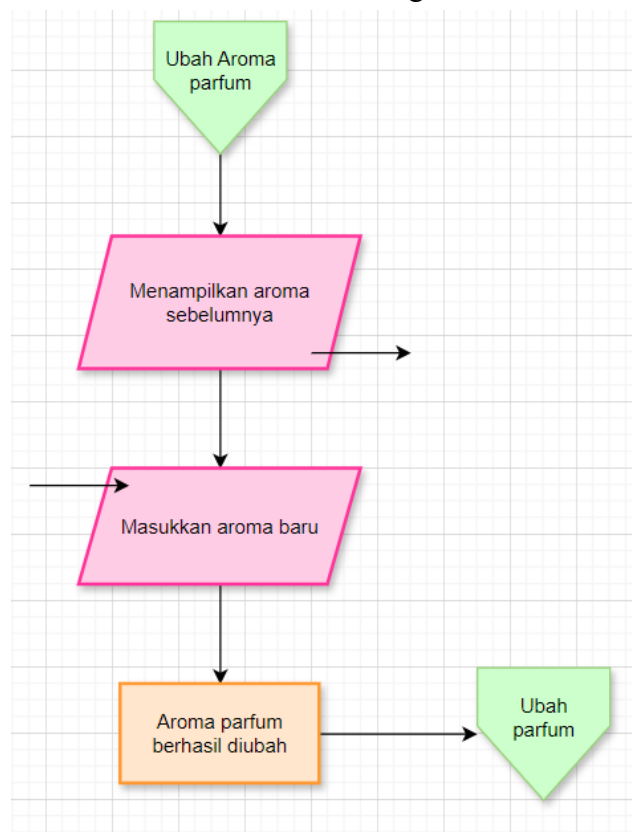 Ubah Aroma
parfum
Menampilkan aroma
sebelumnya
Masukkan aroma baru
Aroma parfum
berhasil diubah
Ubah
parfum